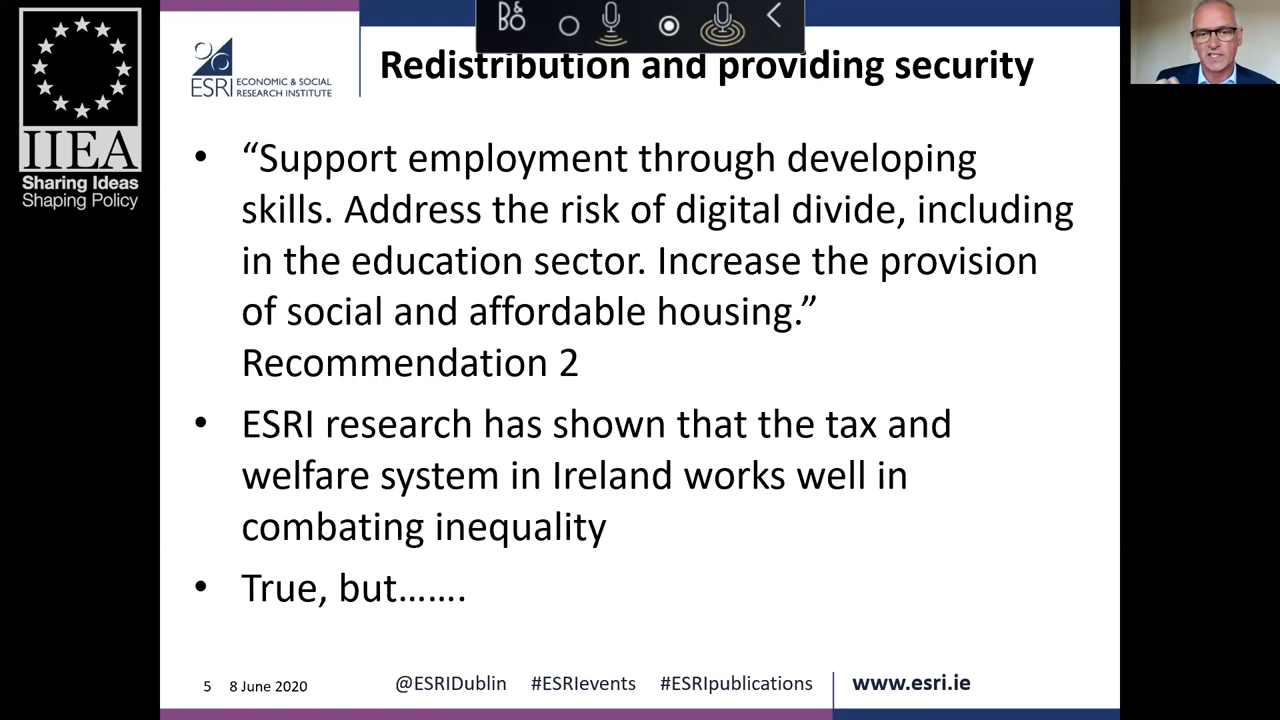 IIEA
Sharing Ideas
Shaping Policy
B&O
ESRI
ECONOMIC & SOCIAL
RESEARCH INSTITUTE
Redistribution and providing security
• “Support employment through developing
skills. Address the risk of digital divide, including
in the education sector. Increase the provision
of social and affordable housing.”
Recommendation 2
• ESRI research has shown that the tax and
welfare system in Ireland works well in
combating inequality
• True, but…….
5 8 June 2020
@ESRIDublin #ESRIevents #ESRIpublications
www.esri.ie